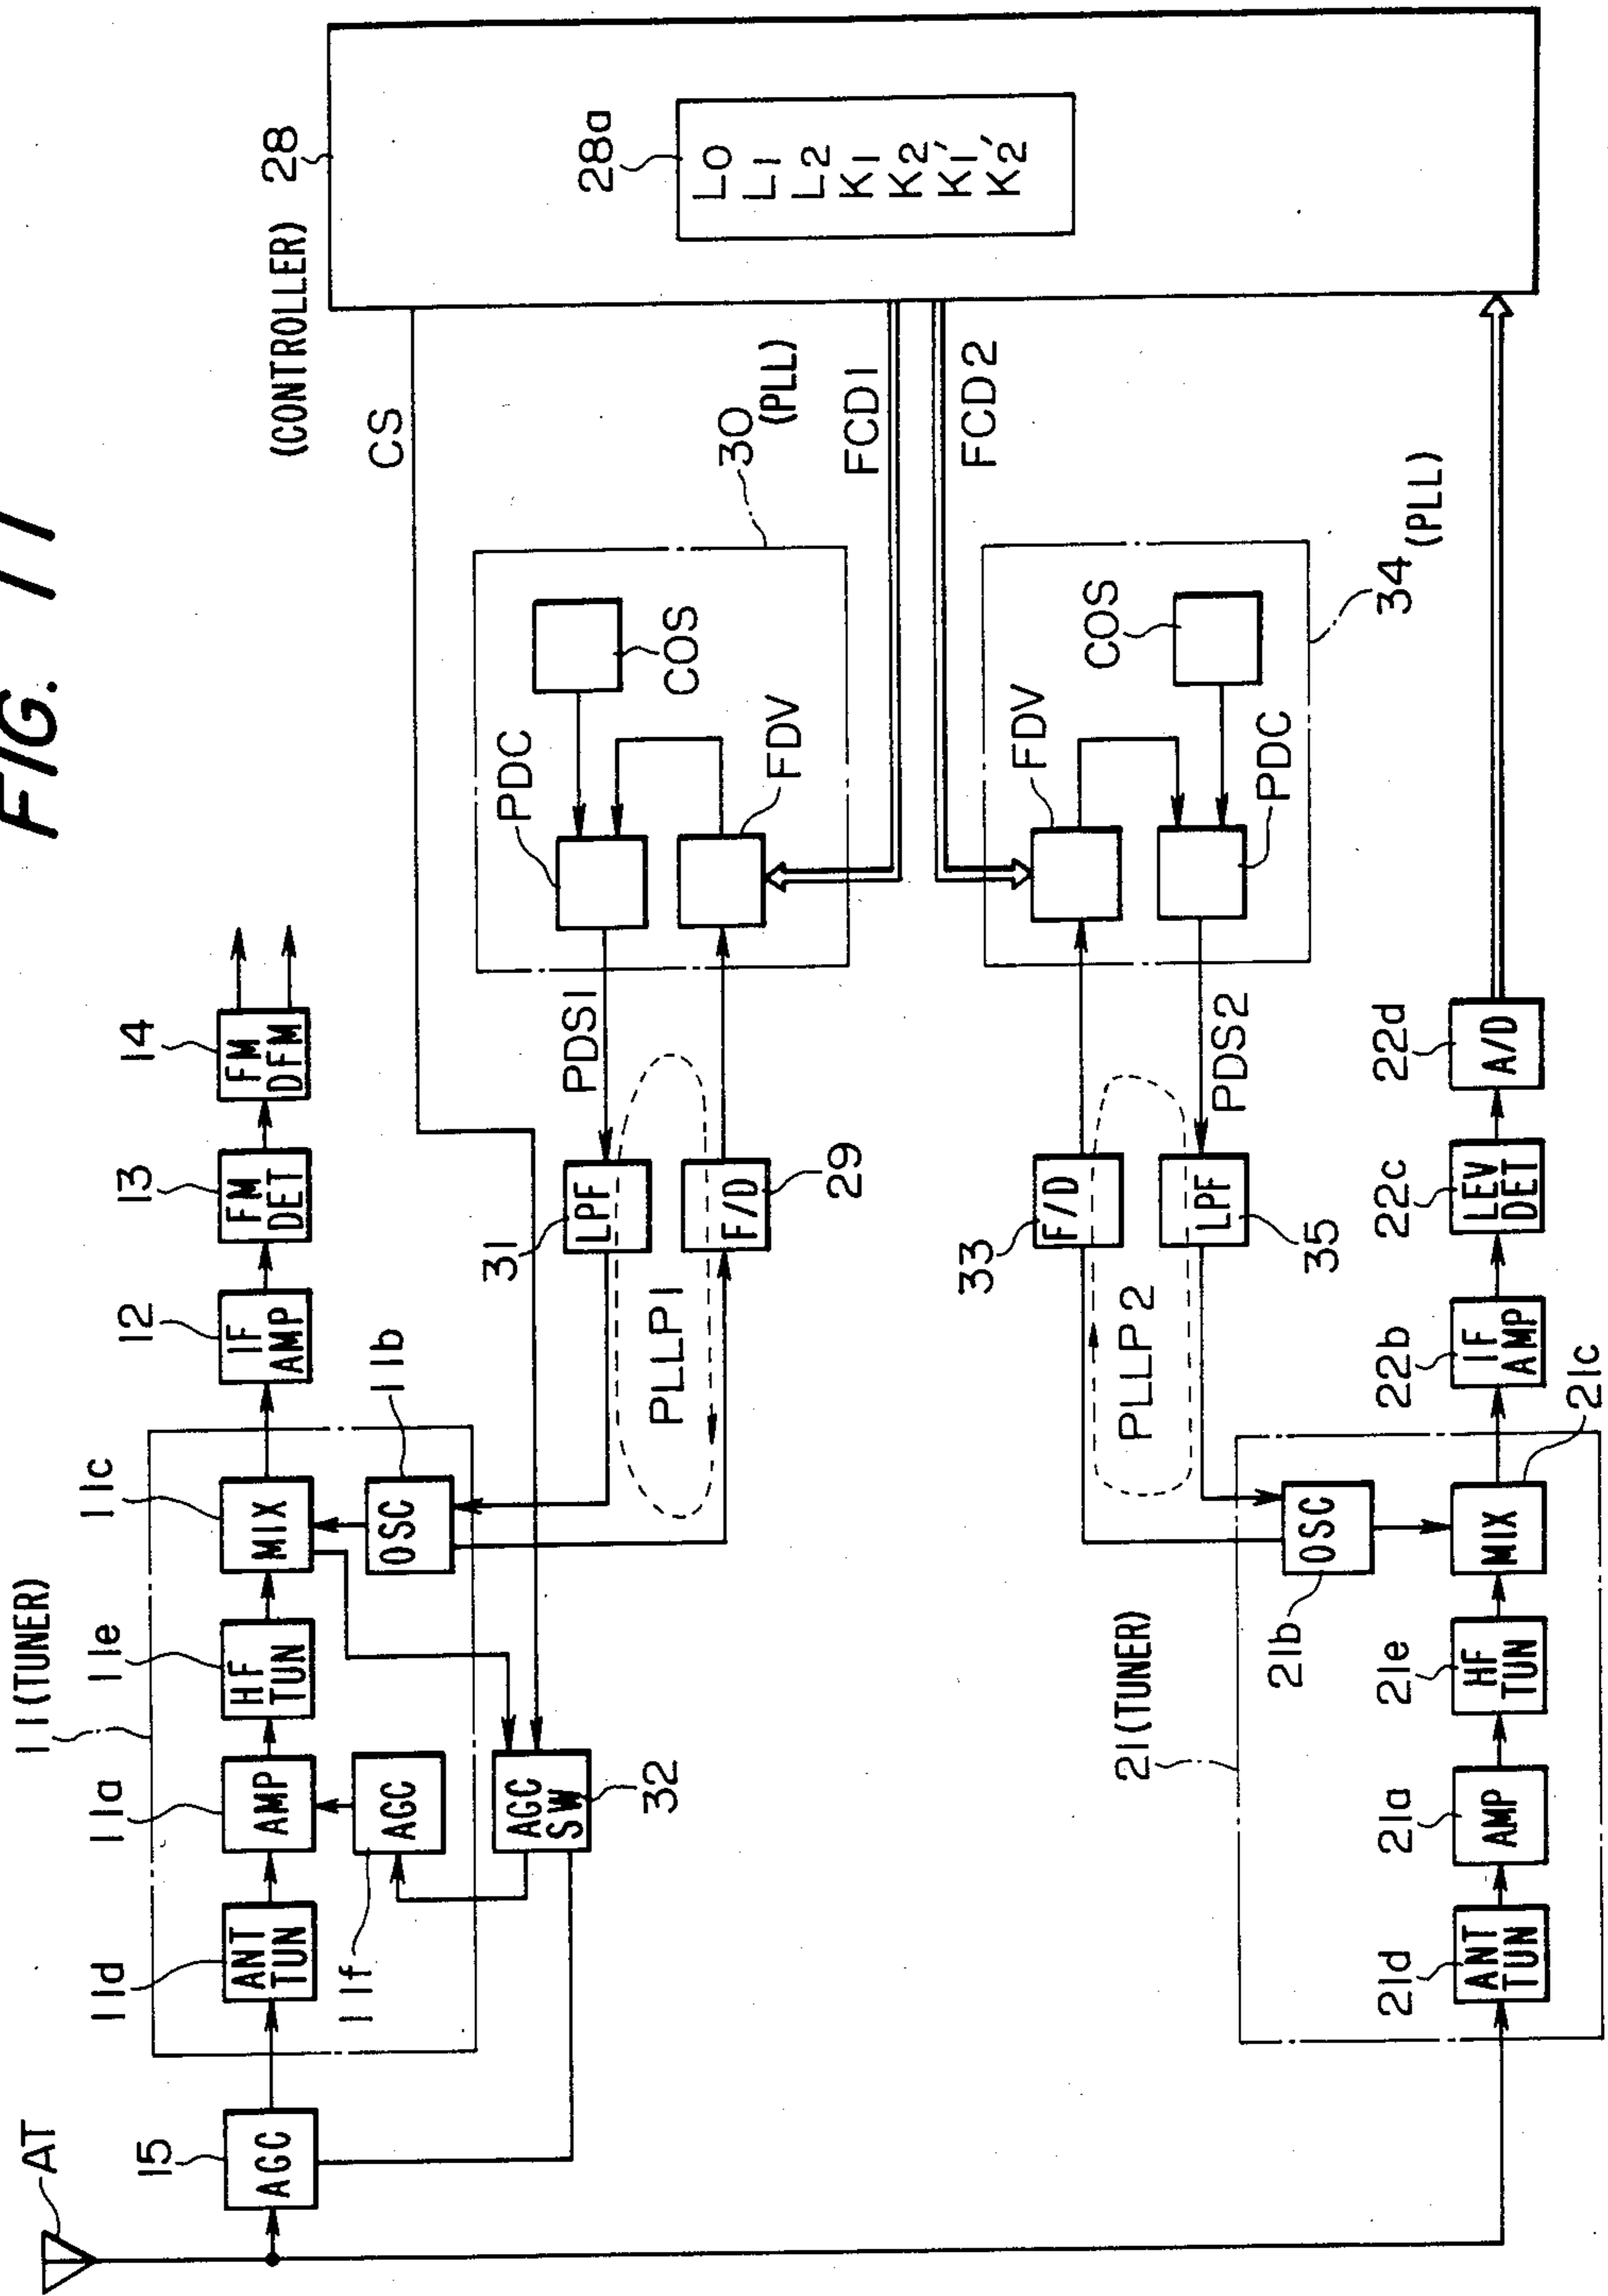 FIG. 11
AT
15
AGC
11 (TUNER)
11d
ANT
TUN
11a
AMP
11e
HF
TUN
11c
MIX
12
IF
AMP
13
FM
DET
14
FM
DFM
11f
AGC
OSC
11b
AGC
SW
32
CS
(CONTROLLER)
28
28a
L0
L1
L2
K1
K2
K1'
K2'
31
LPF
PDS1
PLLP1
F/D
29
PDC
COS
FDV
30
(PLL)
FCD1
FCD2
33
F/D
PLLP2
LPF
35
PDS2
FDV
COS
PDC
34
(PLL)
21 (TUNER)
21b
OSC
21d
ANT
TUN
21a
AMP
21e
HF
TUN
MIX
21c
22b
IF
AMP
22c
LEV
DET
22d
A/D